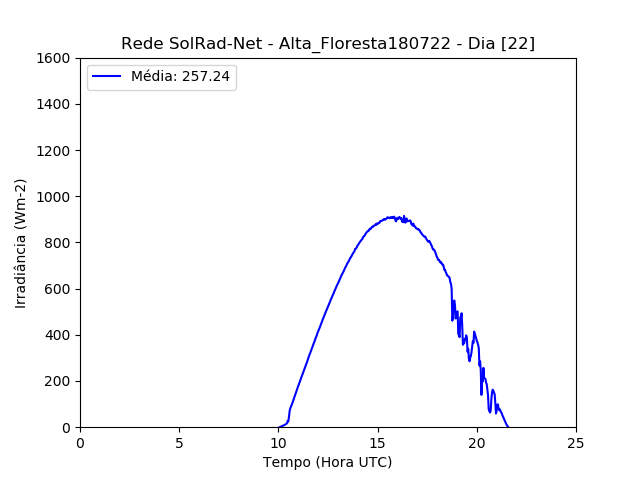 Rede SolRad-Net - Alta_Floresta180722 - Dia [22]
Média: 257.24
1600
1400
1200
1000
800
600
400
200
0
Irradiância (Wm-2)
0 5 10 15 20 25
Tempo (Hora UTC)